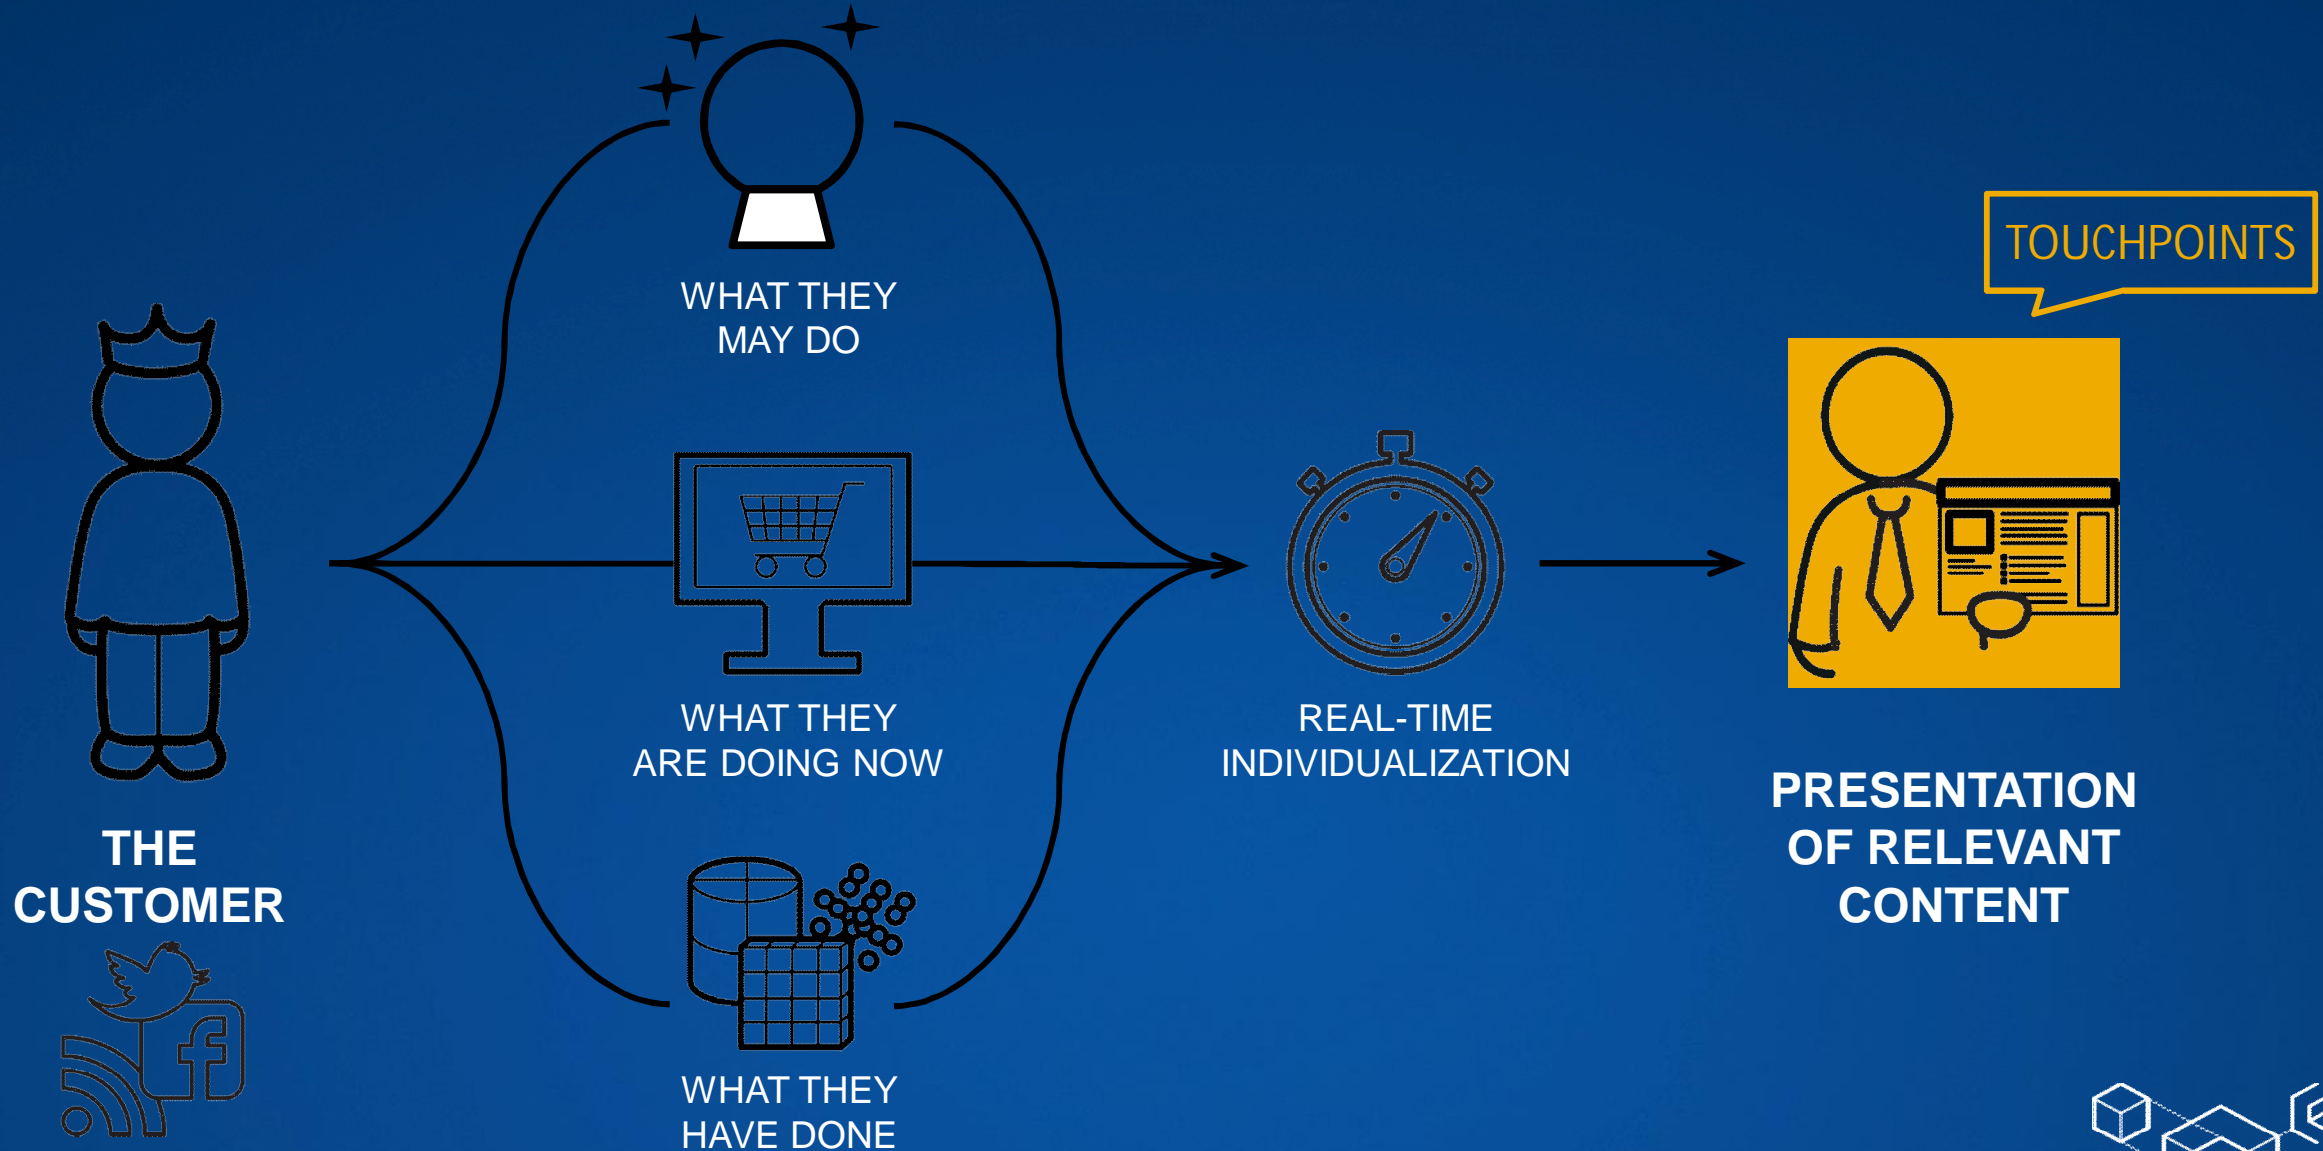 TOUCHPOINTS
WHAT THEY
MAY DO
WHAT THEY
ARE DOING NOW
REAL-TIME
INDIVIDUALIZATION
PRESENTATION
OF RELEVANT
CONTENT
THE
CUSTOMER
f
WHAT THEY
HAVE DONE